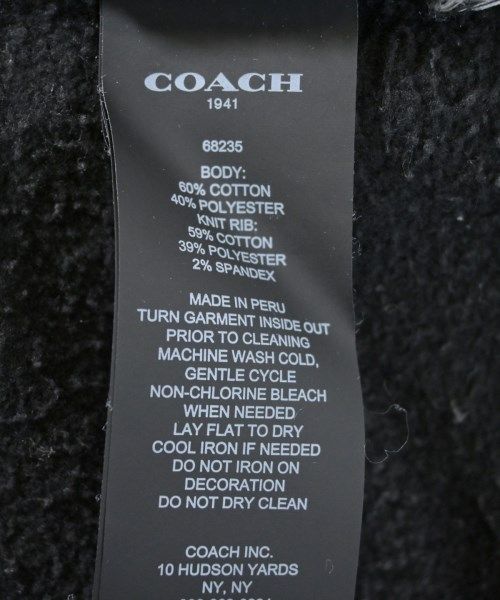 COACH
1941
68235
BODY:
60% COTTON
40% POLYESTER
KNIT RIB:
59% COTTON
39% POLYESTER
2% SPANDEX
MADE IN PERU
TURN GARMENT INSIDE OUT
PRIOR TO CLEANING
MACHINE WASH COLD,
GENTLE CYCLE
NON-CHLORINE BLEACH
WHEN NEEDED
LAY FLAT TO DRY
COOL IRON IF NEEDED
DO NOT IRON ON
DECORATION
DO NOT DRY CLEAN
COACH INC.
10 HUDSON YARDS
NY, NY